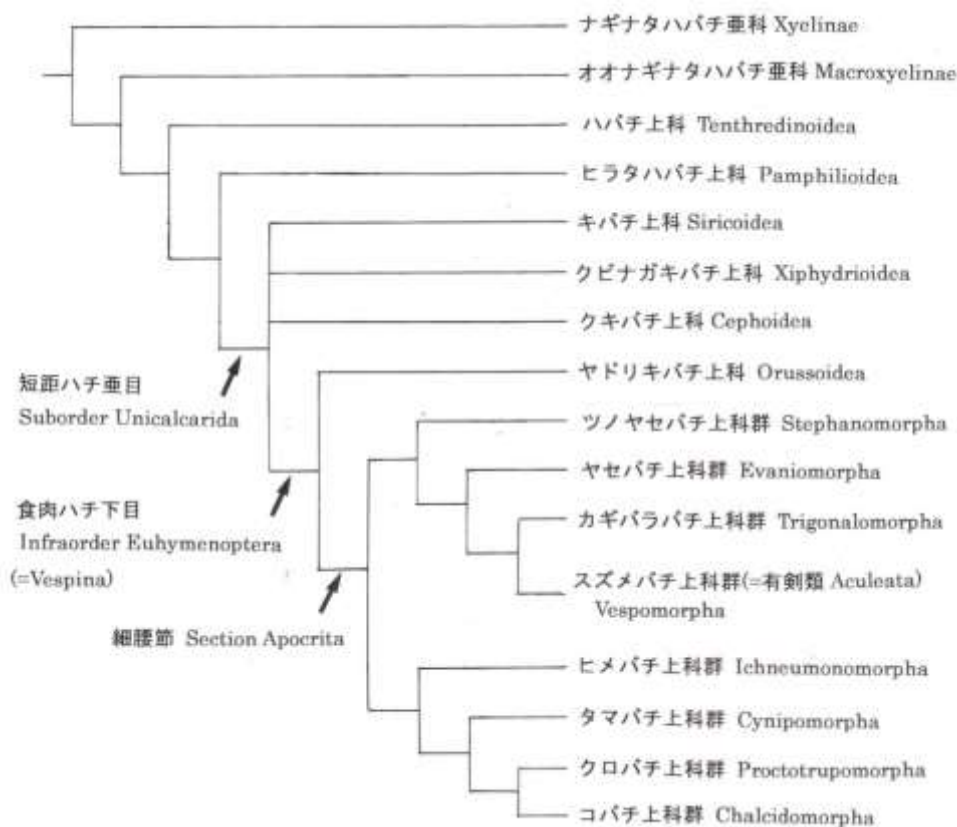 ナギナタハバチ亜科 Xyelinae
オオナギナタハバチ亜科 Macroxyelinae
ハバチ上科 Tenthredinoidea
ヒラタハバチ上科 Pamphilioidea
キバチ上科 Siricoidea
クビナガキバチ上科 Xiphydrioidea
クキバチ上科 Cephoidea
短距ハチ亜目
Suborder Unicalcarida
ヤドリキバチ上科 Orussoidea
ツノヤセバチ上科群 Stephanomorpha
ヤセバチ上科群 Evaniomorpha
食肉ハチ下目
Infraorder Euhymenoptera
(=Vespina)
カギバラバチ上科群 Trigonalomorpha
スズメバチ上科群(=有剣類 Aculeata)
Vespomorpha
細腰節 Section Apocrita
ヒメバチ上科群 Ichneumonomorpha
タマバチ上科群 Cynipomorpha
クロバチ上科群 Proctotrupomorpha
コバチ上科群 Chalcidomorpha